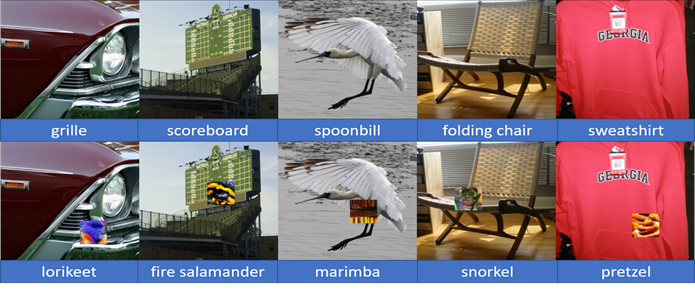 GEORGIA
grille
scoreboard
spoonbill
folding chair
sweatshirt
GEORGIA
lorikeet
fire salamander
marimba
snorkel
pretzel